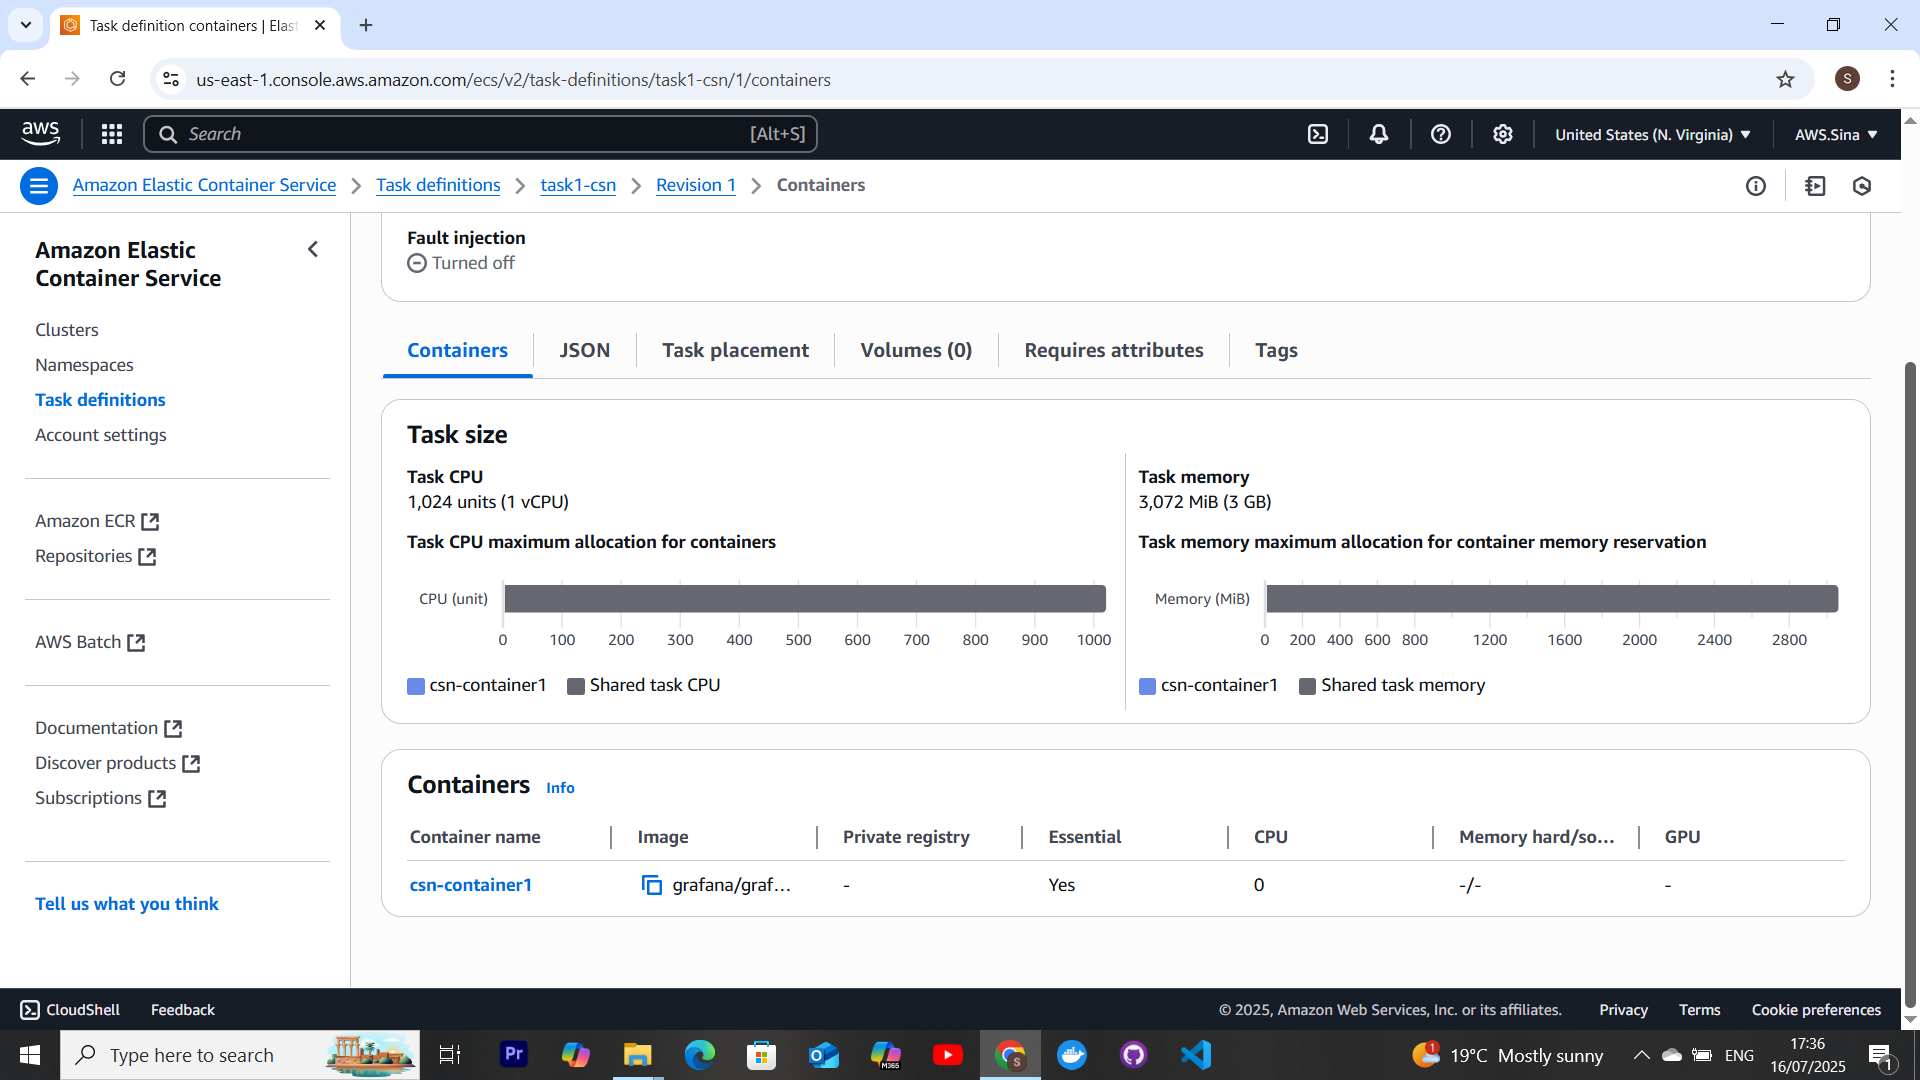 Task definition containers | Elast
us-east-1.console.aws.amazon.com/ecs/v2/task-definitions/task1-csn/1/containers
S
aws
Search
[Alt+S]
United States (N. Virginia)
AWS.Sina
Amazon Elastic Container Service
Task definitions
task1-csn
Revision 1
Containers
Amazon Elastic
Container Service
Clusters
Namespaces
Task definitions
Account settings
Amazon ECR
Repositories
AWS Batch
Documentation
Discover products
Subscriptions
Tell us what you think
Fault injection
Turned off
Containers
JSON
Task placement
Volumes (0)
Requires attributes
Tags
Task size
Task CPU
1,024 units (1 vCPU)
Task CPU maximum allocation for containers
CPU (unit)
0 100 200 300 400 500 600 700 800 900 1000
csn-container1
Shared task CPU
Task memory
3,072 MiB (3 GB)
Task memory maximum allocation for container memory reservation
Memory (MiB)
0 200 400 600 800 1200 1600 2000 2400 2800
csn-container1
Shared task memory
Containers Info
Container name Image Private registry Essential CPU Memory hard/so... GPU
csn-container1 grafana/graf... - Yes 0 -/- -
CloudShell
Feedback
© 2025, Amazon Web Services, Inc. or its affiliates.
Privacy
Terms
Cookie preferences
Type here to search
Pr
M365
S
1
19°C Mostly sunny
ENG
17:36
16/07/2025
1